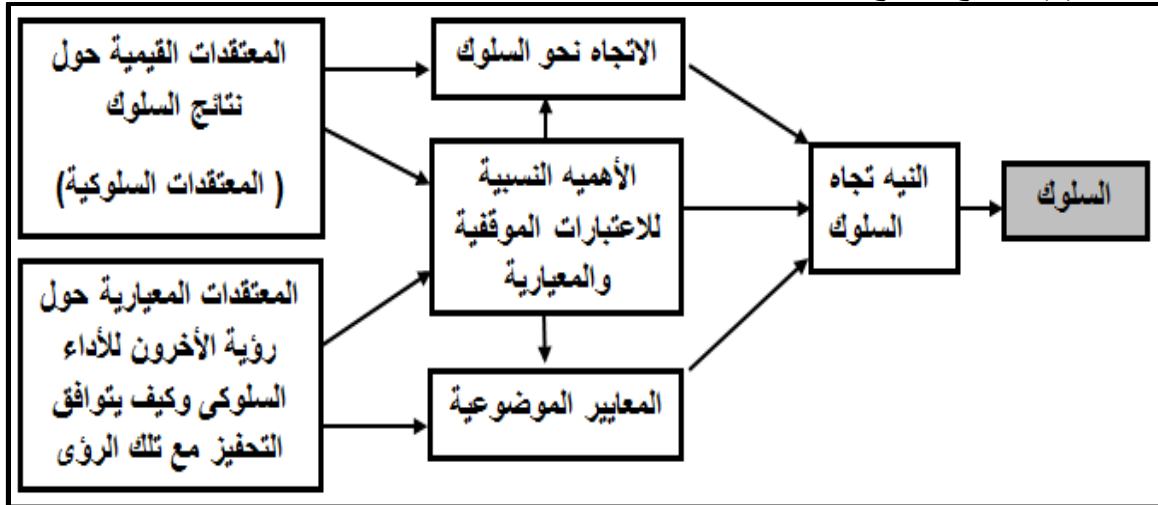 المعتقدات القيمية حول
نتائج السلوك
( المعتقدات السلوكية)
المعتقدات المعيارية حول
رؤية الأخرون للأداء
السلوكى وكيف يتوافق
التحفيز مع تلك الرؤى
الاتجاه نحو السلوك
الأهميه النسبية
للاعتبارات الموقفية
والمعيارية
المعايير الموضوعية
النيه تجاه
السلوك
السلوك